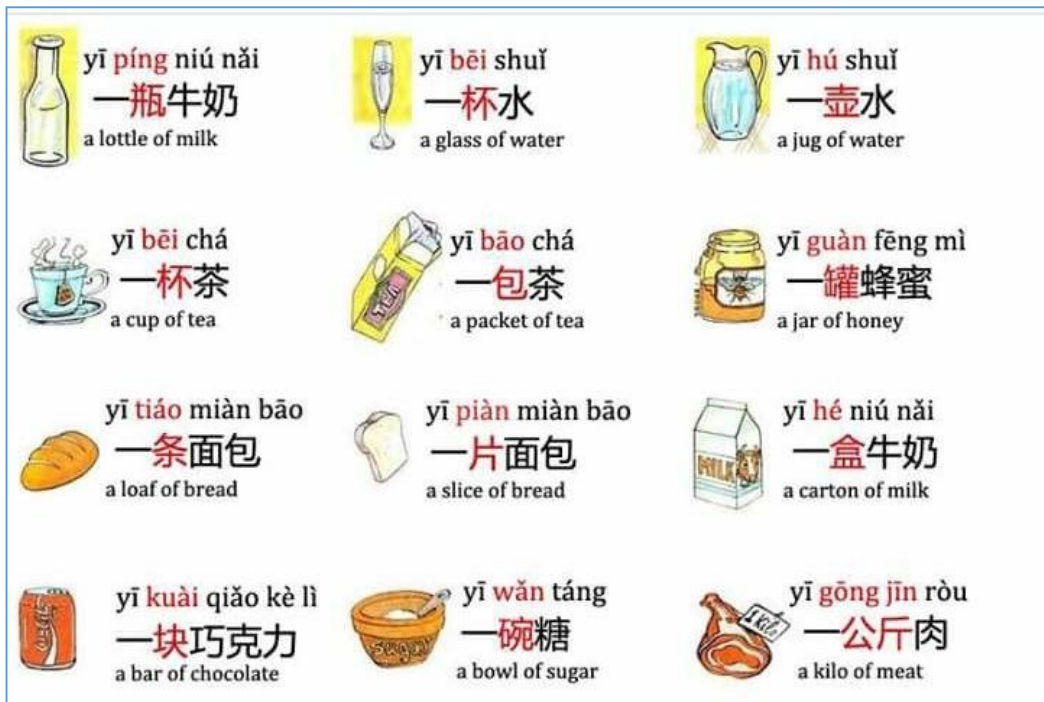 yī píng niú nǎi
一瓶牛奶
a lottle of milk
yī bēi shuǐ
一杯水
a glass of water
yī hú shuǐ
一壶水
a jug of water
yī bēi chá
一杯茶
a cup of tea
TEA
yī bāo chá
一包茶
a packet of tea
yī guàn fēng mì
一罐蜂蜜
a jar of honey
yī tiáo miàn bāo
一条面包
a loaf of bread
yī piàn miàn bāo
一片面包
a slice of bread
MILK
yī hé niú nǎi
一盒牛奶
a carton of milk
yī kuài qiǎo kè lì
一块巧克力
a bar of chocolate
sugar
yī wǎn táng
一碗糖
a bowl of sugar
1 kilo
yī gōng jīn ròu
一公斤肉
a kilo of meat